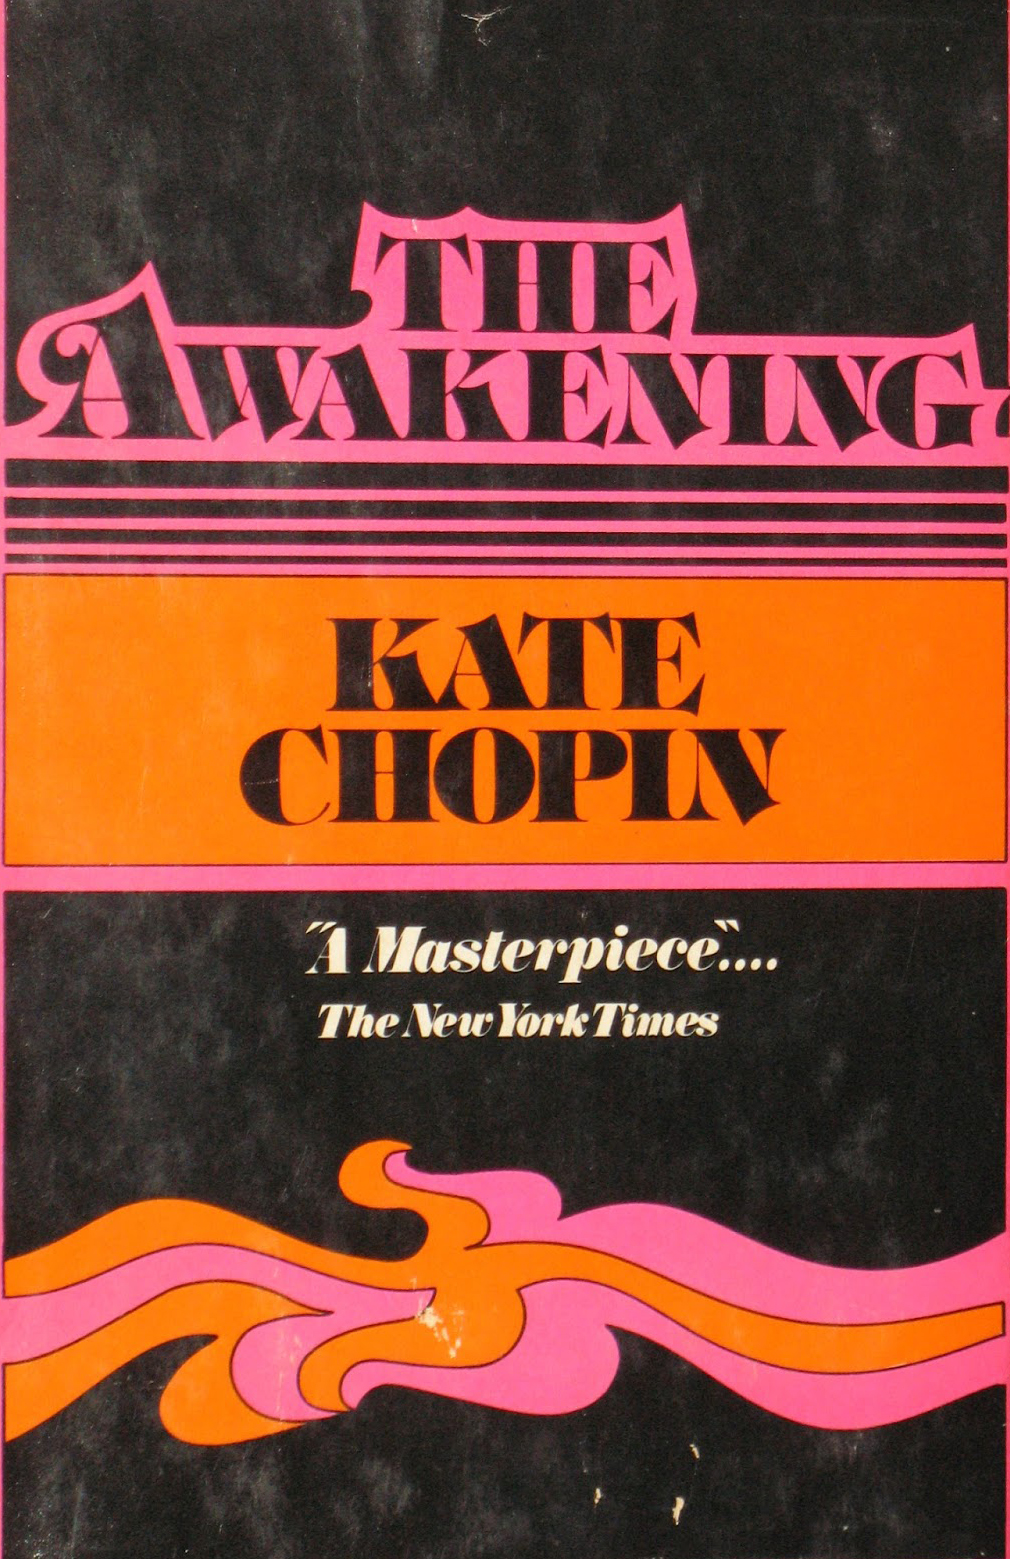 THE
AWAKENING
KATE
CHOPIN
"A Masterpiece"....
The New York Times